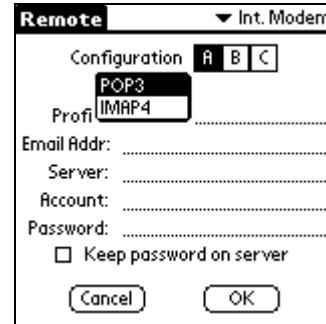 Remote Int. Modem
Configuration A B C
POP3
IMAP4
Profi
Email Addr:
Server:
Account:
Password:
Keep password on server
Cancel OK